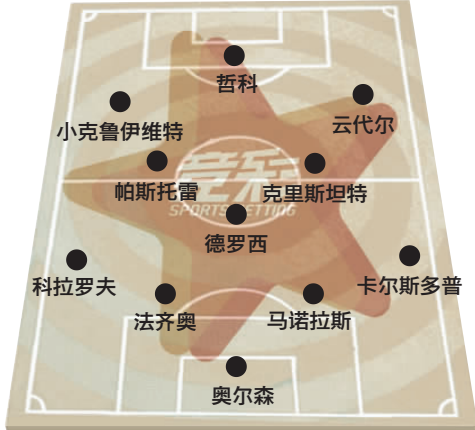 哲科
小克鲁伊维特
云代尔
帕斯托雷
克里斯坦特
竞彩
SPORTS BETTING
德罗西
科拉罗夫
卡尔斯多普
法齐奥
马诺拉斯
奥尔森